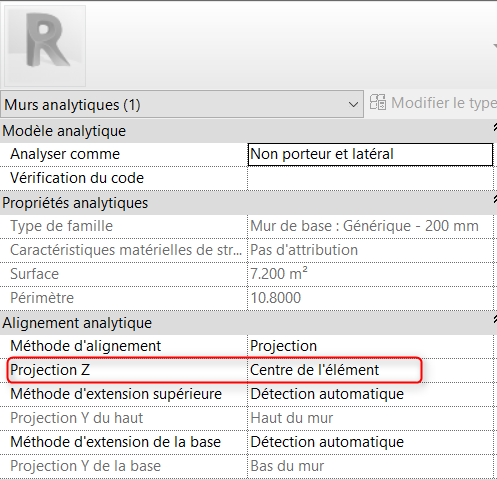 R
Murs analytiques (1)
Modifier le type
Modèle analytique
Analyser comme Non porteur et latéral
Vérification du code
Propriétés analytiques
Type de famille Mur de base : Générique - 200 mm
Caractéristiques matérielles de str... Pas d'attribution
Surface 7.200 m²
Périmètre 10.8000
Alignement analytique
Méthode d'alignement Projection
Projection Z Centre de l'élément
Méthode d'extension supérieure Détection automatique
Projection Y du haut Haut du mur
Méthode d'extension de la base Détection automatique
Projection Y de la base Bas du mur